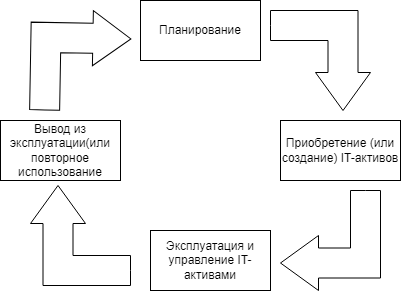 Планирование
Приобретение (или
создание) IT-активов
Эксплуатация и
управление IT-
активами
Вывод из
эксплуатации(или
повторное
использование